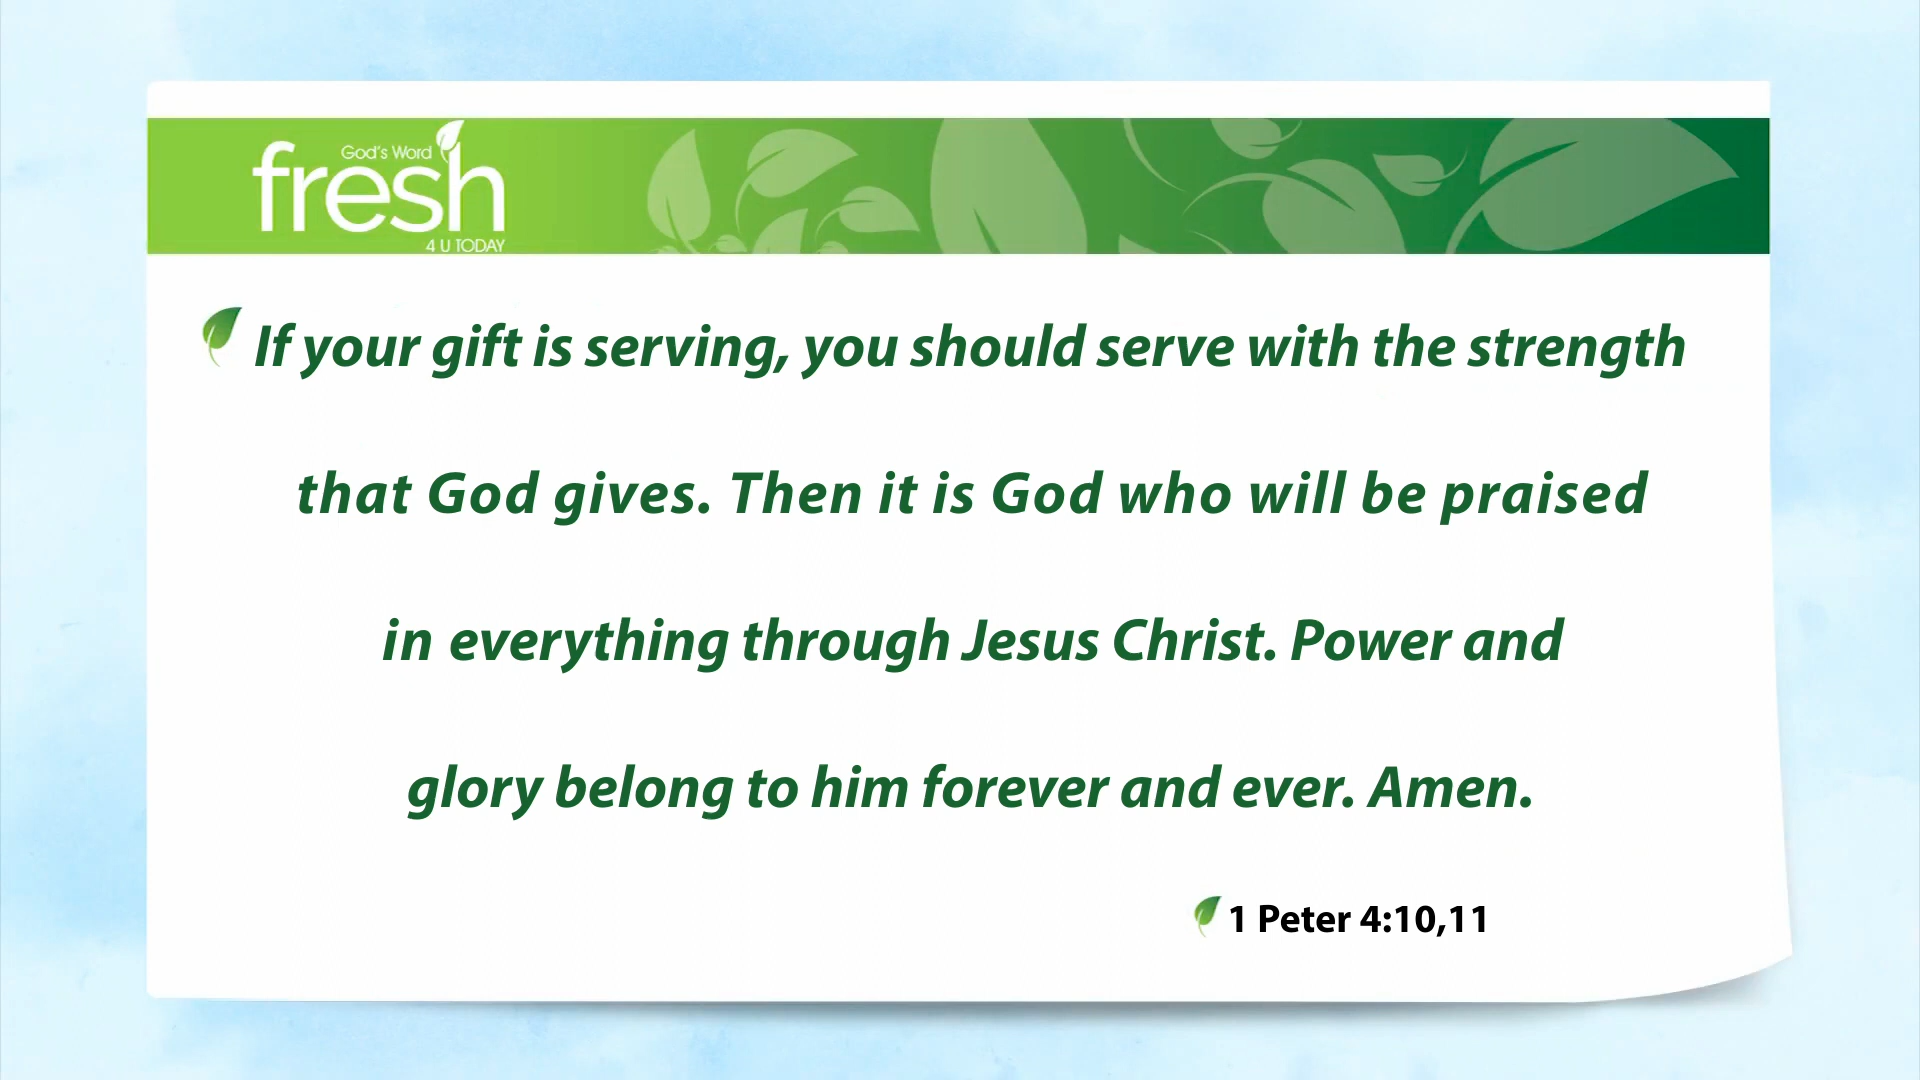 God's Word
fresh
4 U TODAY
If your gift is serving, you should serve with the strength
that God gives. Then it is God who will be praised
in everything through Jesus Christ. Power and
glory belong to him forever and ever. Amen.
1 Peter 4:10,11